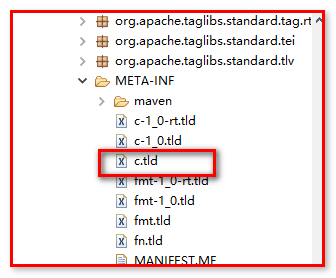 org.apache.taglibs.standard.tag.rt
org.apache.taglibs.standard.tei
org.apache.taglibs.standard.tlv
META-INF
maven
c-1_0-rt.tld
c-1_0.tld
c.tld
fmt-1_0-rt.tld
fmt-1_0.tld
fmt.tld
fn.tld
MANIFEST.MF